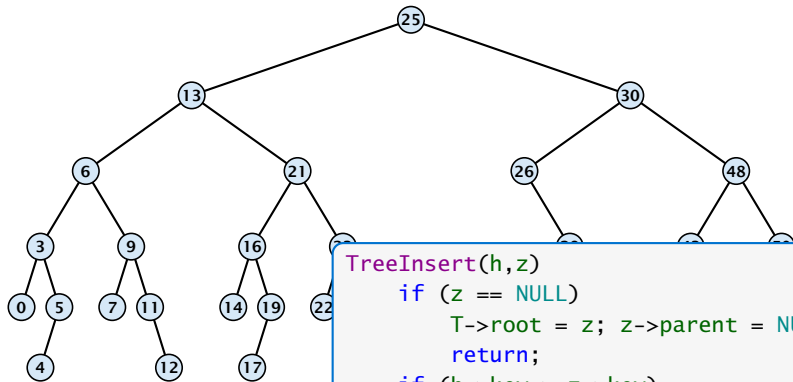 25
13 30
6 21 26 48
3 9 16
0 5 7 11 14 19 22
4 12 17
TreeInsert(h,z)
if (z == NULL)
T->root = z; z->parent =
return;